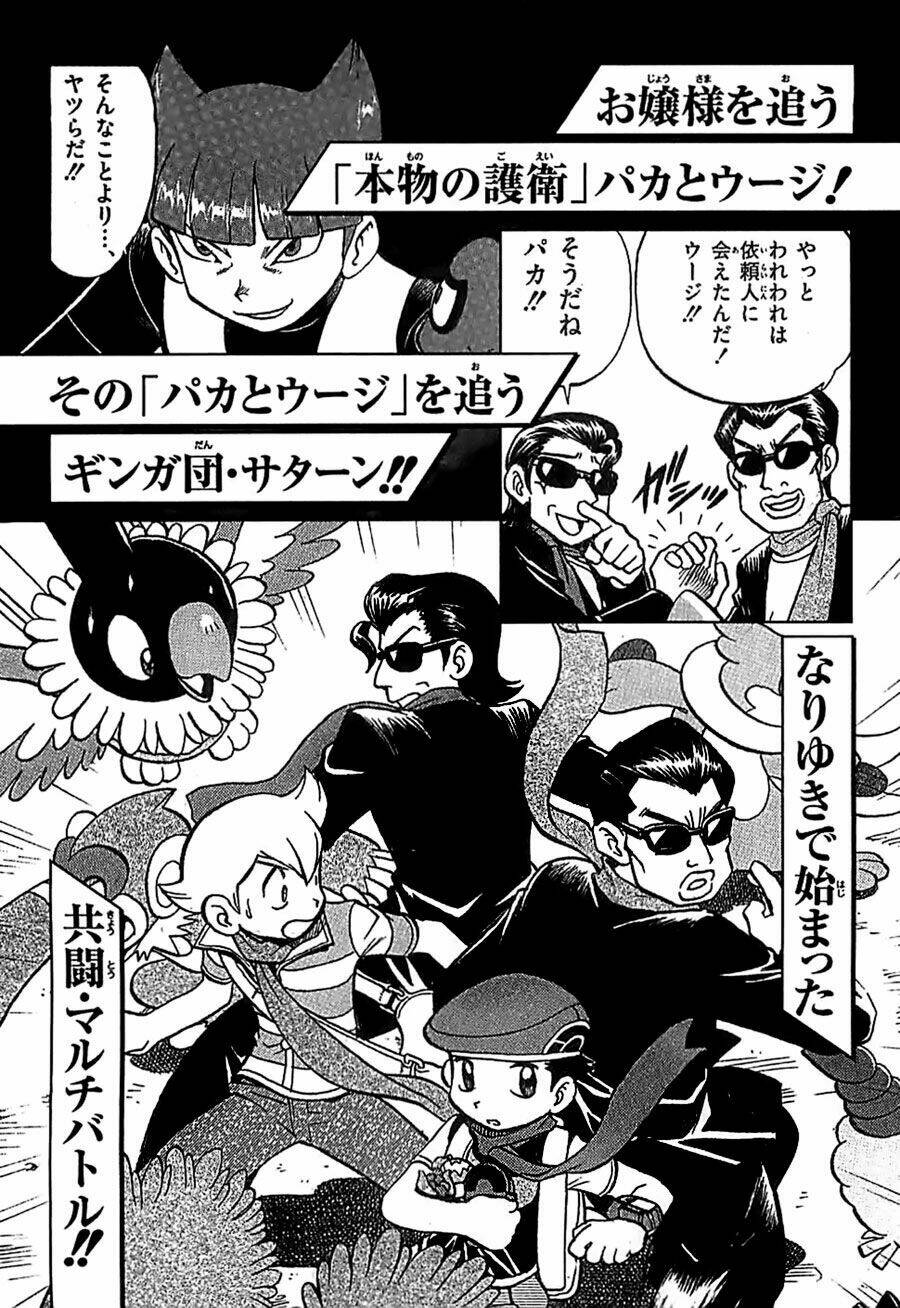 お嬢様を追う
「本物の護衛」パカとウージ!
やっと
われわれは
依頼人に
会えたんだ!
ウージ!!
そうだね
パカ!!
ガッ
そんなことより…、
ヤツらだ!!
その「パカとウージ」を追う
ギンガ団・サターン!!
なりゆきで始まった
共闘・マルチバトル!!